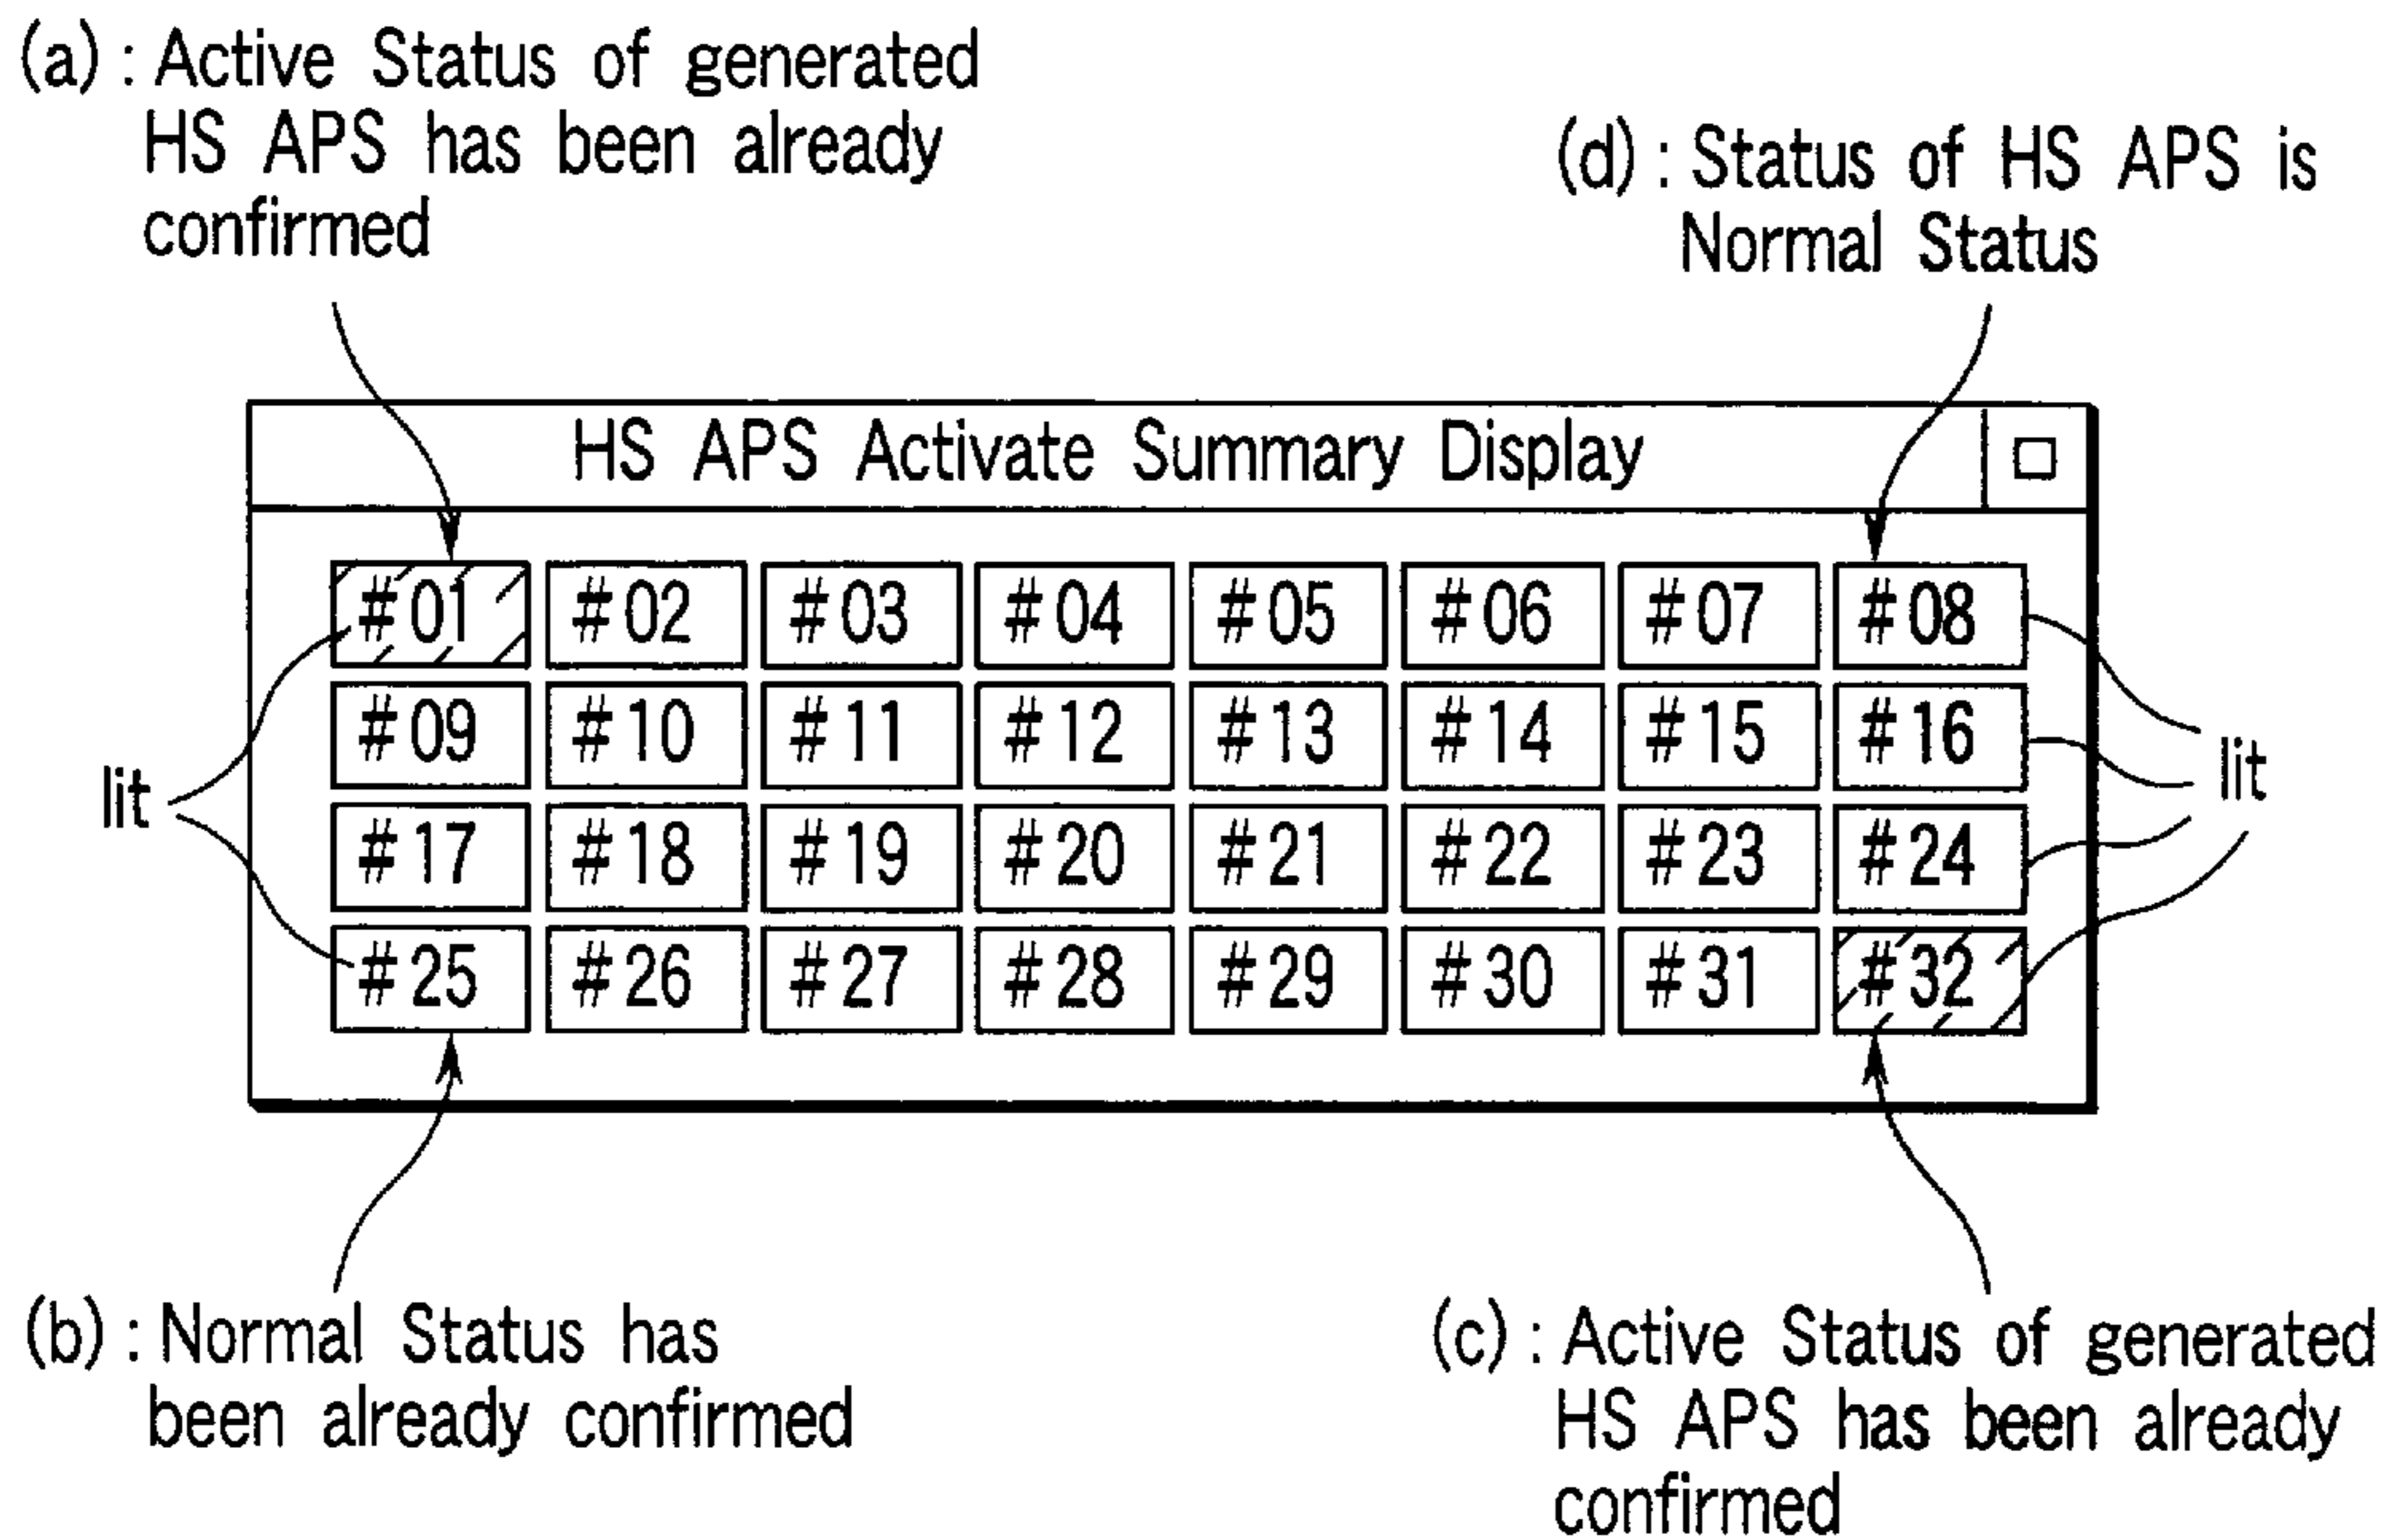 (a) : Active Status of generated
HS APS has been already
confirmed
(d) : Status of HS APS is
Normal Status
HS APS Activate Summary Display
#01 #02 #03 #04 #05 #06 #07 #08
#09 #10 #11 #12 #13 #14 #15 #16
lit
lit
#17 #18 #19 #20 #21 #22 #23 #24
#25 #26 #27 #28 #29 #30 #31 #32
(b) : Normal Status has
been already confirmed
(c) : Active Status of generated
HS APS has been already
confirmed